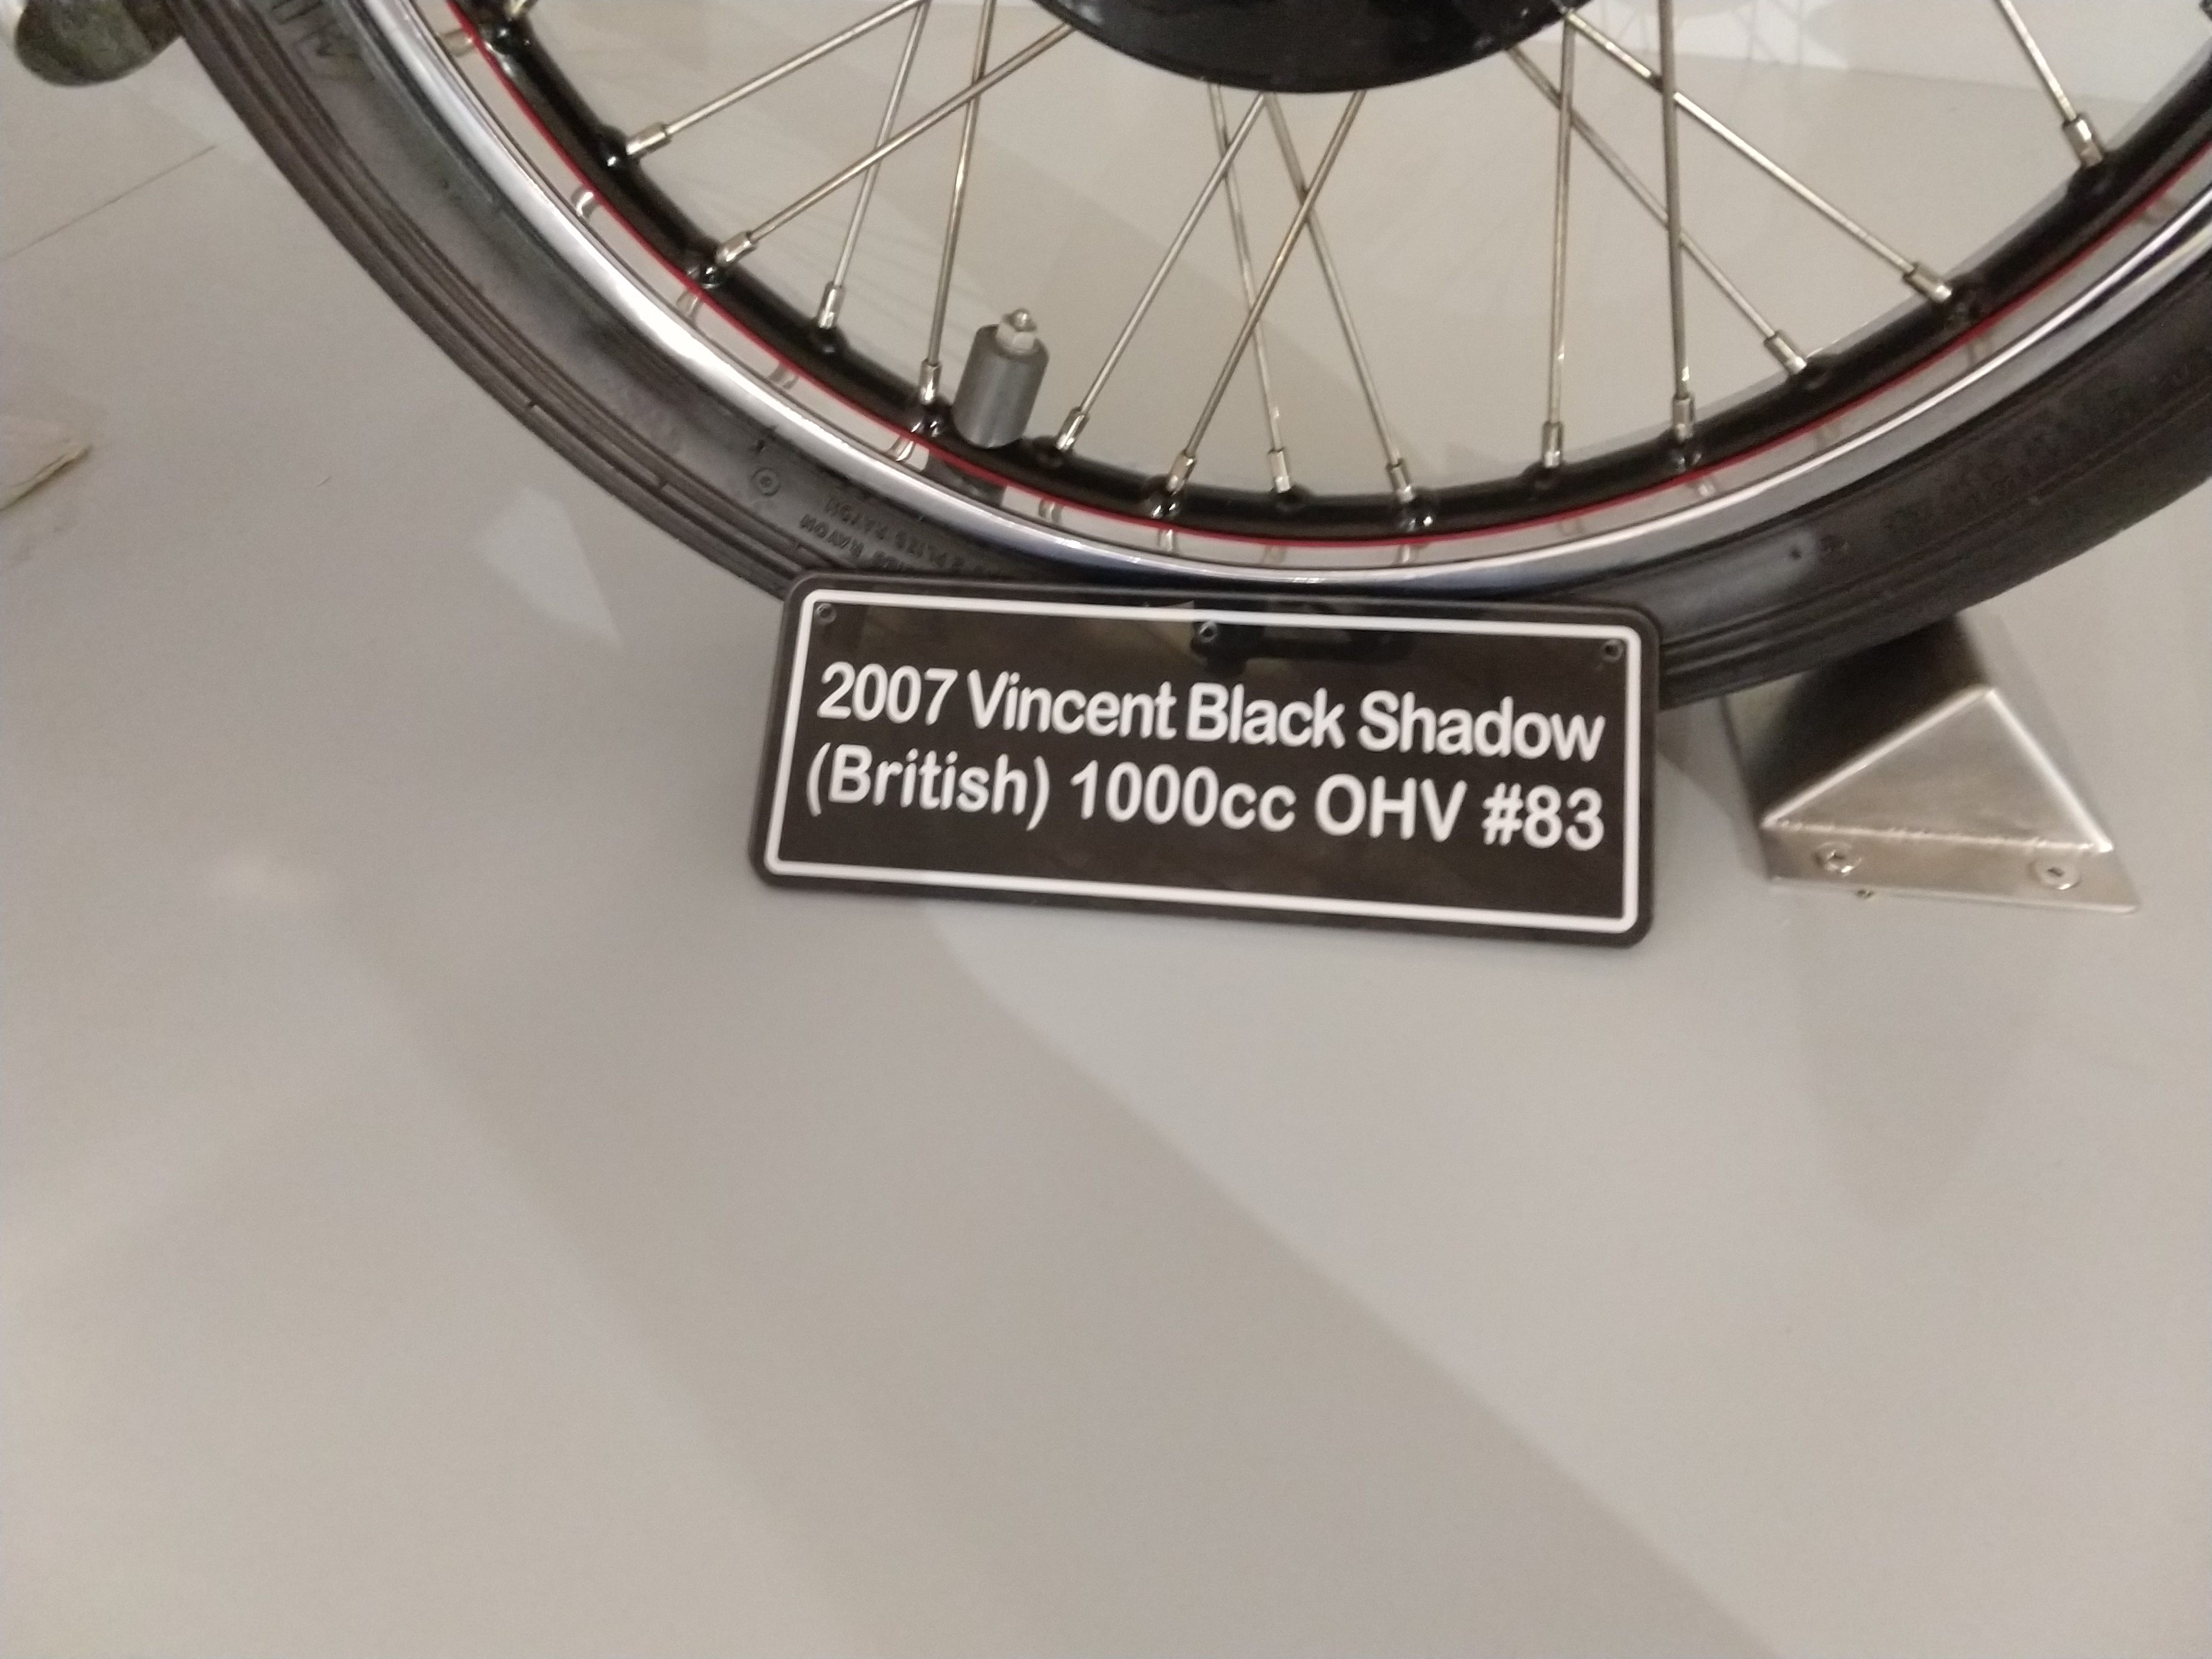 2007 Vincent Black Shadow
(British) 1000cc OHV #83